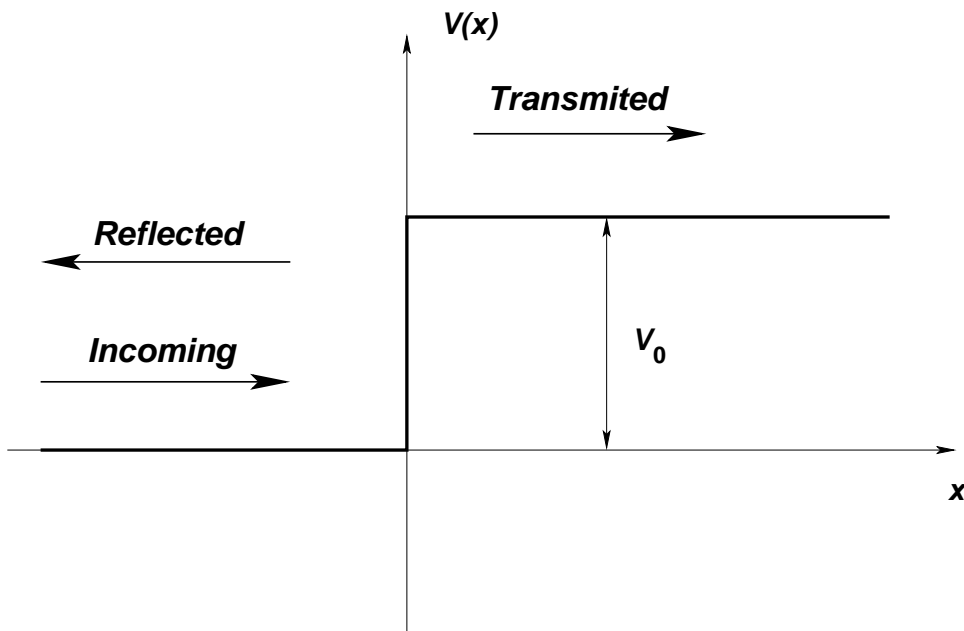 V(x)
Transmited
Reflected
Incoming
V0
x